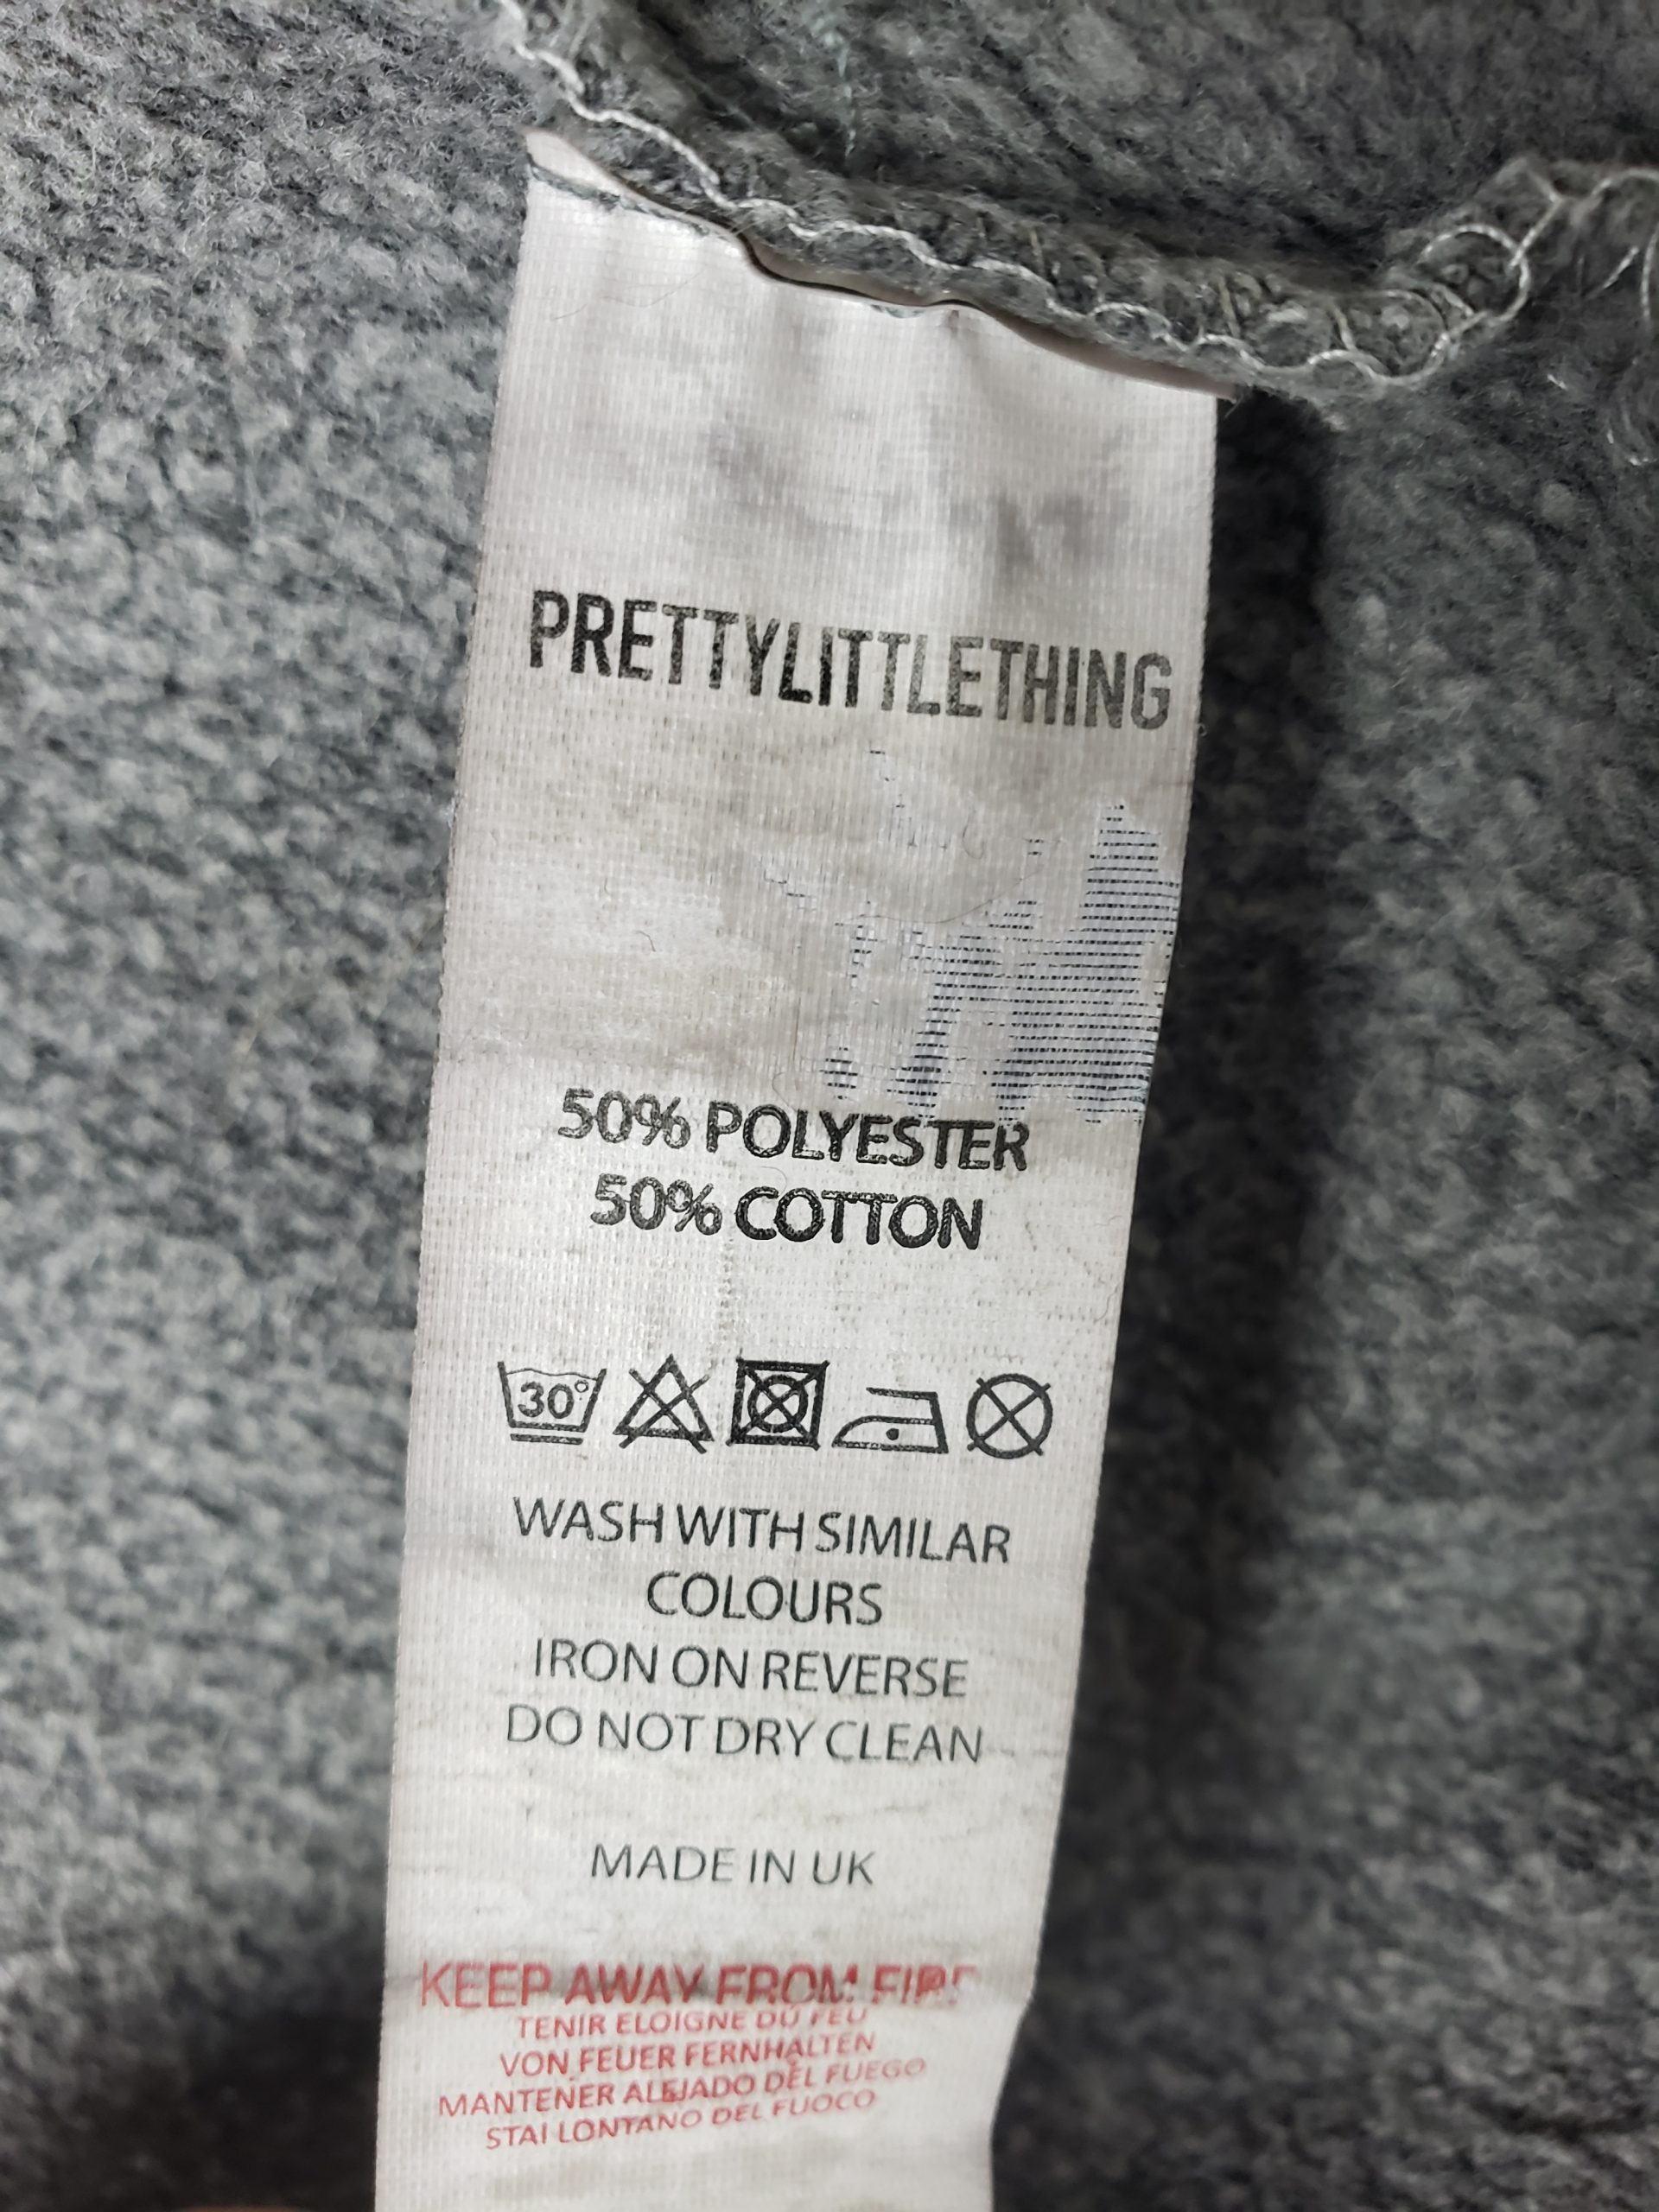 PRETTYLITTLETHING
50% POLYESTER
50% COTTON
30°
WASH WITH SIMILAR
COLOURS
IRON ON REVERSE
DO NOT DRY CLEAN
MADE IN UK
KEEP AWAY FROM FIRE
TENIR ELOIGNE DU FEU
VON FEUER FERNHALTEN
MANTENER ALEJADO DEL FUEGO
STAI LONTANO DEL FUOCO